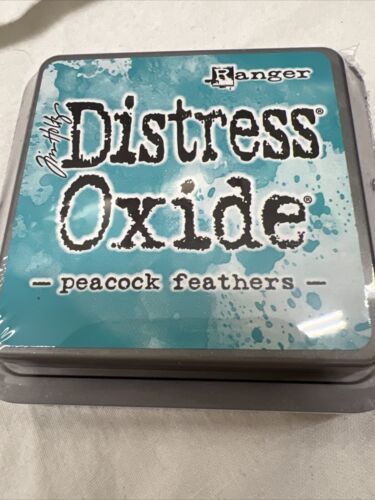 Ranger
Tim Holtz
Distress®
Oxide®
— peacock feathers —